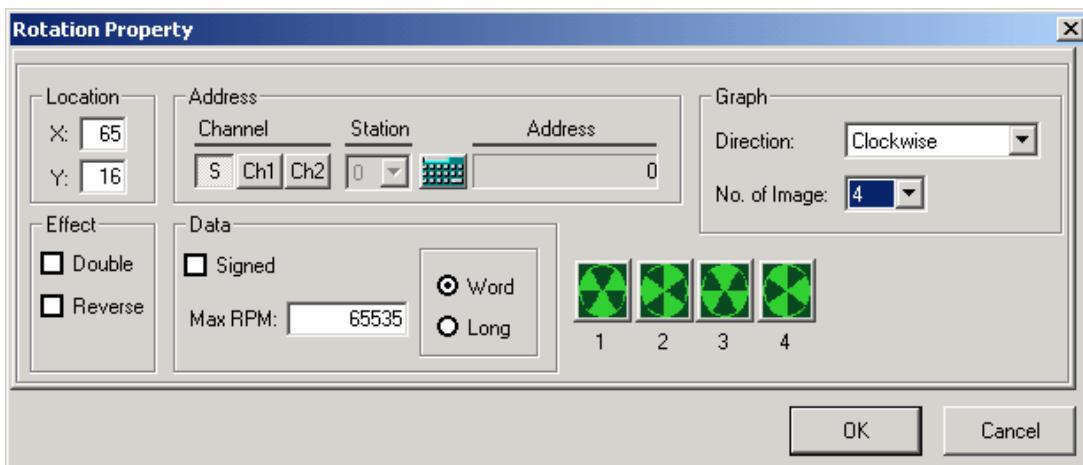 Rotation Property
Location
X: 65
Y: 16
Address
Channel Station Address
S Ch1 Ch2 0 0
Graph
Direction: Clockwise
No. of Image: 4
Effect
Double
Reverse
Data
Signed
Max RPM: 65535
Word
Long
1 2 3 4
OK Cancel